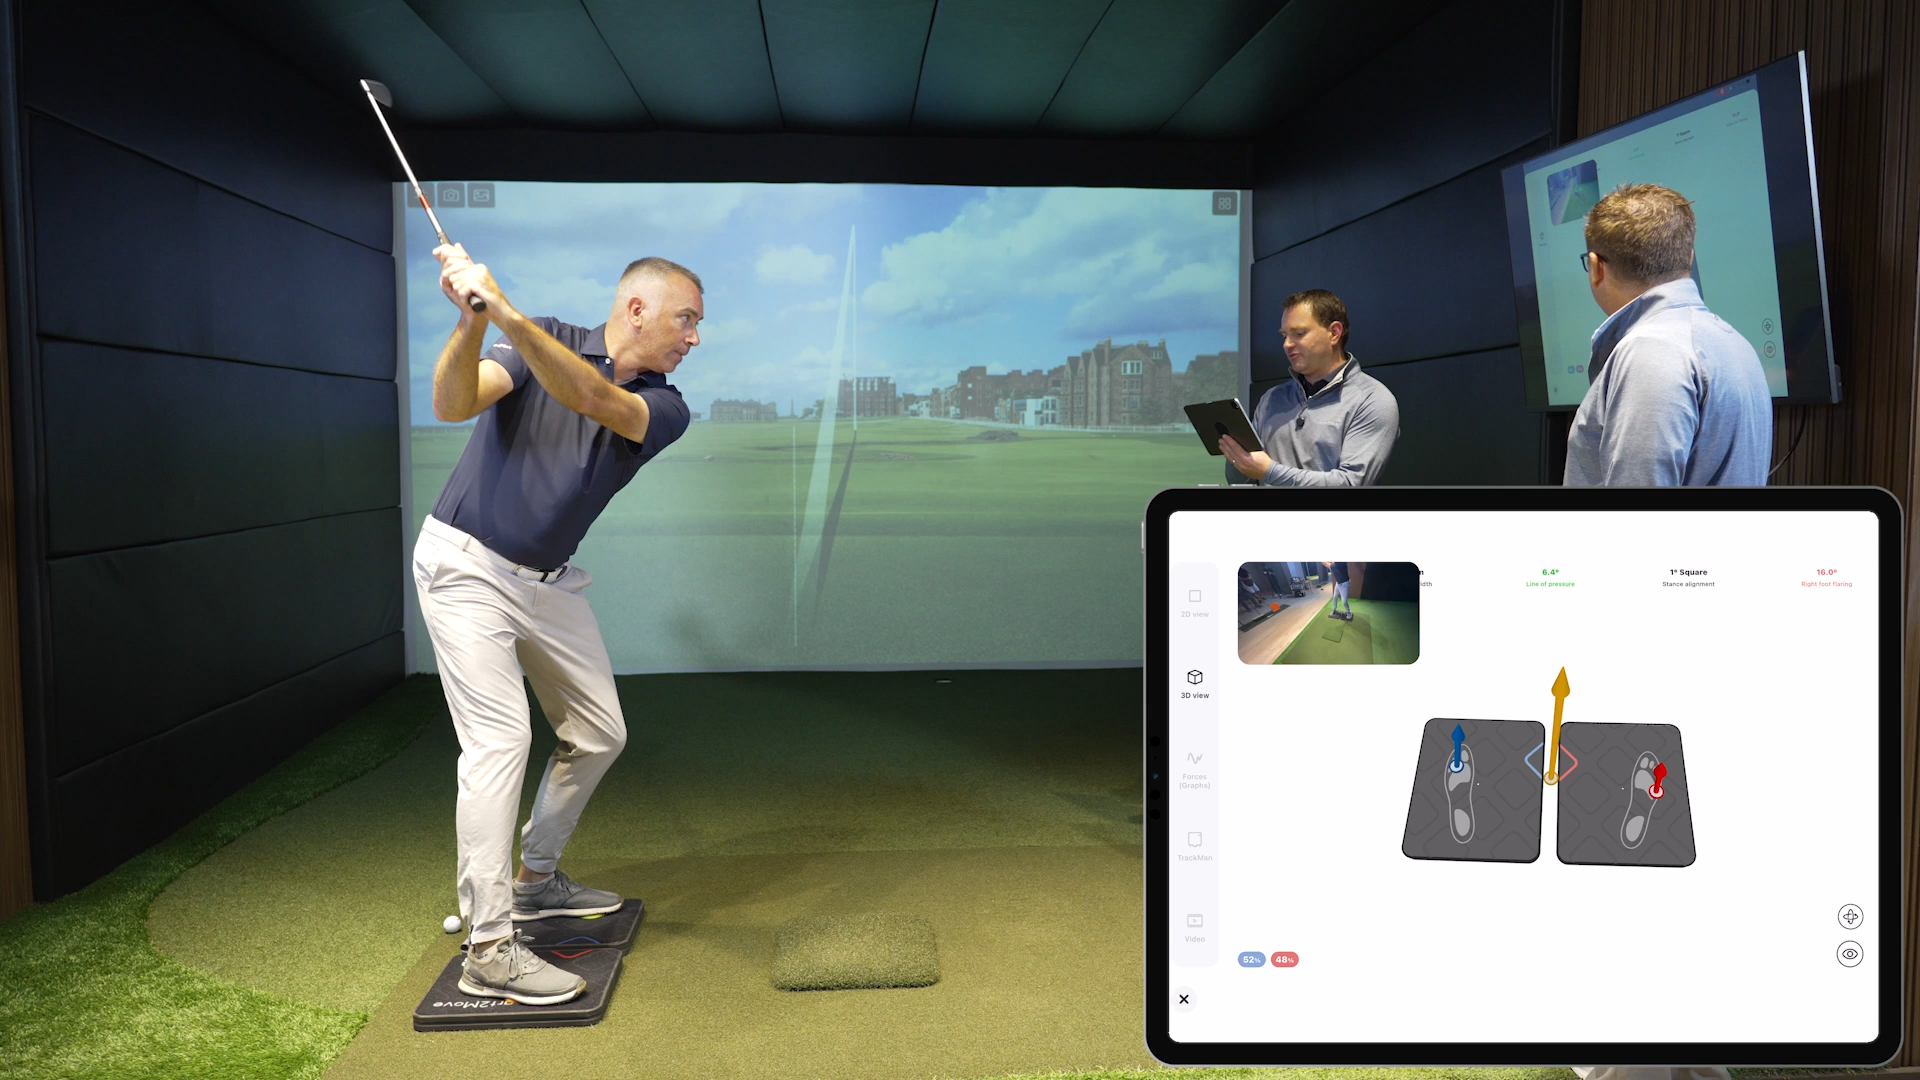 m
6.4°
1° Square
16.0°
idth
Line of pressure
Stance alignment
Right foot flaring
2D view
3D view
Forces
(Graphs)
TrackMan
Video
52%
48%